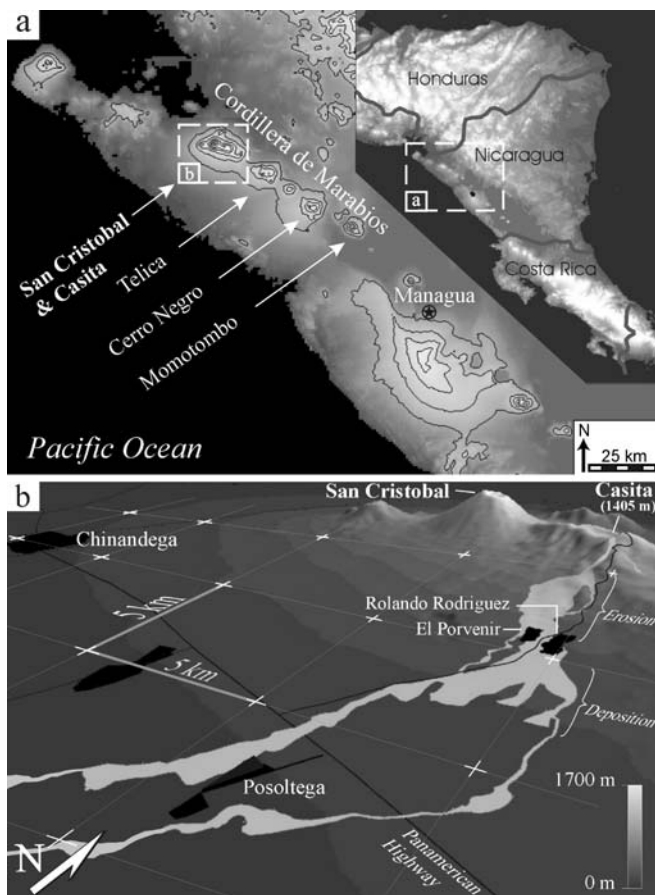 a
Honduras
Nicaragua
Costa Rica
a
b
Cordillera de Marabios
San Cristobal
& Casita
Telica
Cerro Negro
Momotombo
Managua
Pacific Ocean
N
25 km
b
San Cristobal
Casita
(1405 m)
Chinandega
5 km
5 km
Rolando Rodriguez
El Porvenir
Erosion
Deposition
Posoltega
Panamerican
Highway
1700 m
0 m
N